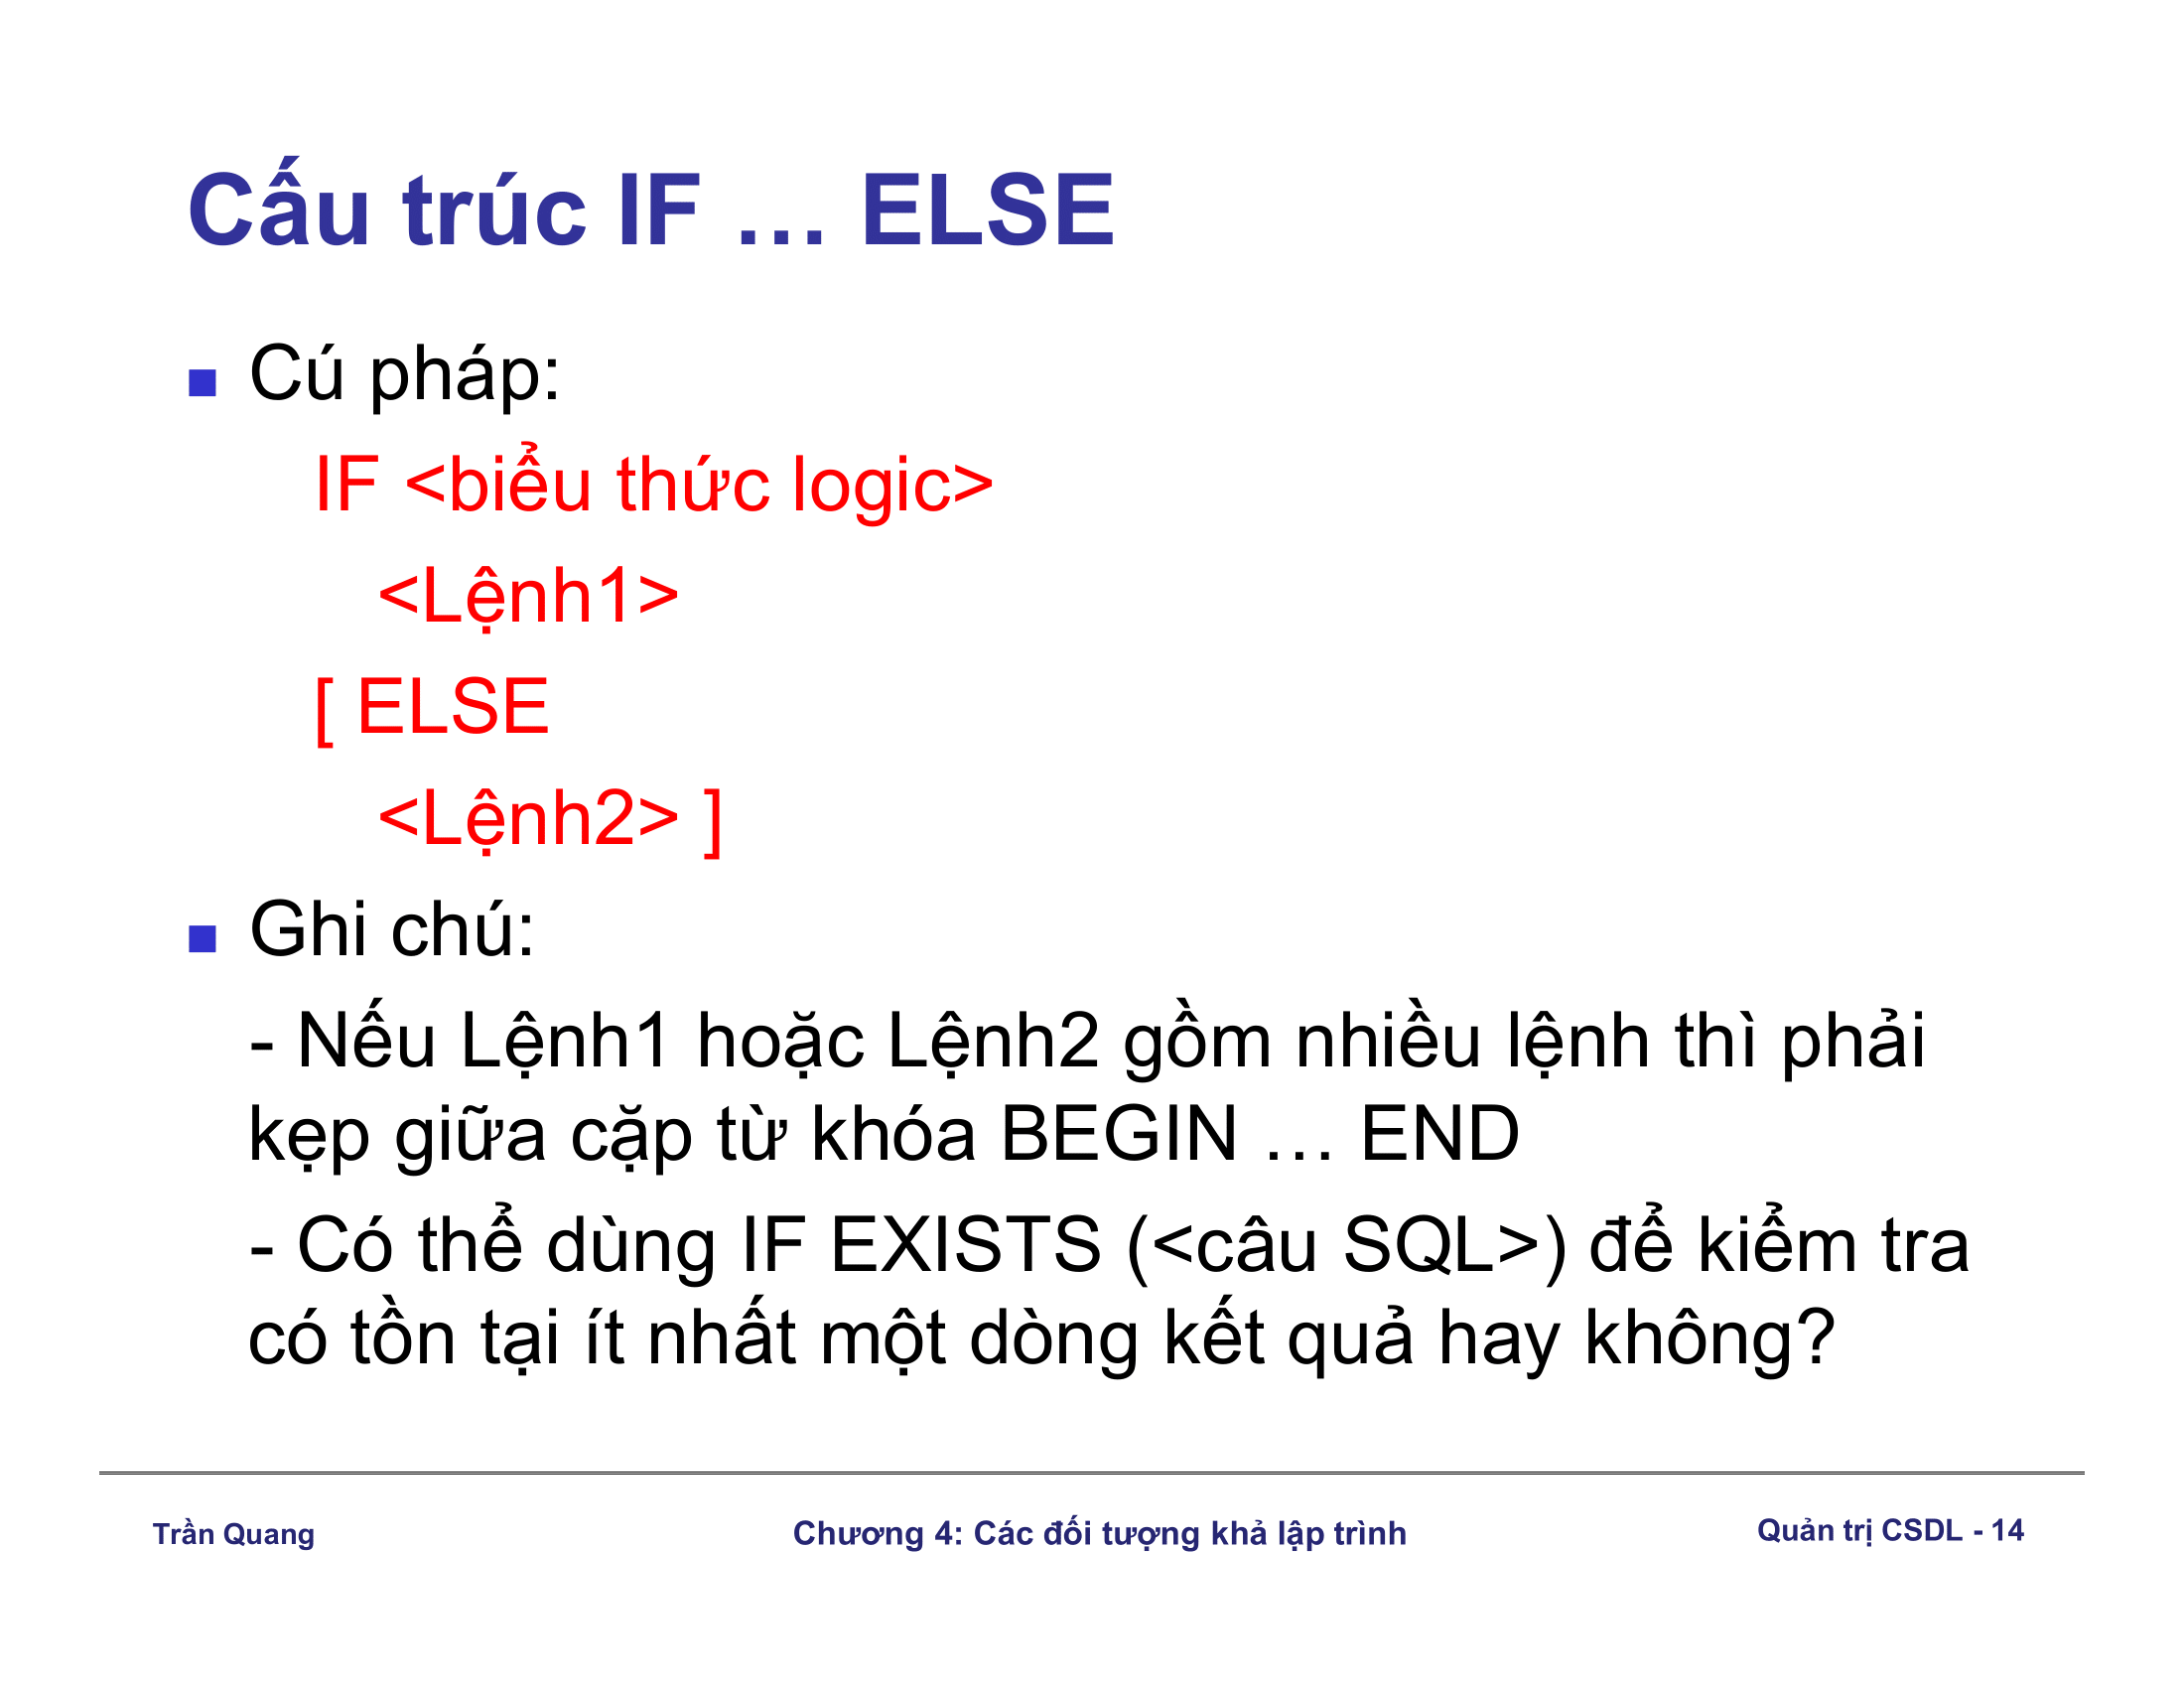 Cấu trúc IF … ELSE
Cú pháp:
IF <biểu thức logic>
<Lệnh1>
[ ELSE
<Lệnh2> ]
Ghi chú:
- Nếu Lệnh1 hoặc Lệnh2 gồm nhiều lệnh thì phải
kẹp giữa cặp từ khóa BEGIN … END
- Có thể dùng IF EXISTS (<câu SQL>) để kiểm tra
có tồn tại ít nhất một dòng kết quả hay không?
Trần Quang
Chương 4: Các đối tượng khả lập trình
Quản trị CSDL - 14